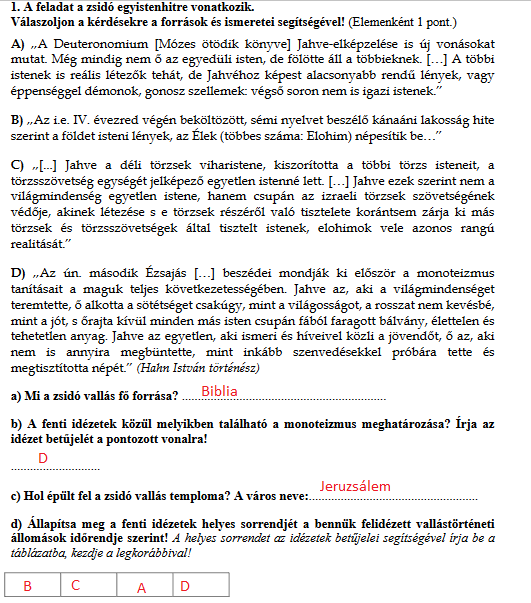 1. A feladat a zsidó egyistenhitre vonatkozik.
Válaszoljon a kérdésekre a források és ismeretei segítségével! (Elemenként 1 pont.)
A) „A Deuteronomium [Mózes ötödik könyve] Jahve-elképzelése is új vonásokat
mutat. Még mindig nem ő az egyedüli isten, de fölötte áll a többieknek. […] A többi
istenek is reális létezők tehát, de Jahvéhoz képest alacsonyabb rendű lények, vagy
éppenséggel démonok, gonosz szellemek: végső soron nem is igazi istenek.”
B) „Az i.e. IV. évezred végén beköltözött, sémi nyelvet beszélő kánaáni lakosság hite
szerint a földet isteni lények, az Élek (többes száma: Elohim) népesítik be…”
C) „[...] Jahve a déli törzsek viharistene, kiszorította a többi törzs isteneit, a
törzsszövetség egységét jelképező egyetlen istenné lett. […] Jahve ezek szerint nem a
világmindenség egyetlen istene, hanem csupán az izraeli törzsek szövetségének
védője, akinek létezése s e törzsek részéről való tisztelete korántsem zárja ki más
törzsek és törzsszövetségek által tisztelt istenek, elohimok vele azonos rangú
realitását.”
D) „Az ún. második Ézsajás […] beszédei mondják ki először a monoteizmus
tanításait a maguk teljes következetességében. Jahve az, aki a világmindenséget
teremtette, ő alkotta a sötétséget csakúgy, mint a világosságot, a rosszat nem kevésbé,
mint a jót, s őrajta kívül minden más isten csupán fából faragott bálvány, élettelen és
tehetetlen anyag. Jahve az egyetlen, aki ismeri és híveivel közli a jövendőt, ő az, aki
nem is annyira megbüntette, mint inkább szenvedésekkel próbára tette és
megtisztította népét.” (Hahn István történész)
a) Mi a zsidó vallás fő forrása? ........ Biblia ........
b) A fenti idézetek közül melyikben található a monoteizmus meghatározása? Írja az
idézet betűjelét a pontozott vonalra!
D
..............................
c) Hol épült fel a zsidó vallás temploma? A város neve:........ Jeruzsálem ........
d) Állapítsa meg a fenti idézetek helyes sorrendjét a bennük felidézett vallástörténeti
állomások időrendje szerint! A helyes sorrendet az idézetek betűjelei segítségével írja be a
táblázatba, kezdje a legkorábbival!
B C A D